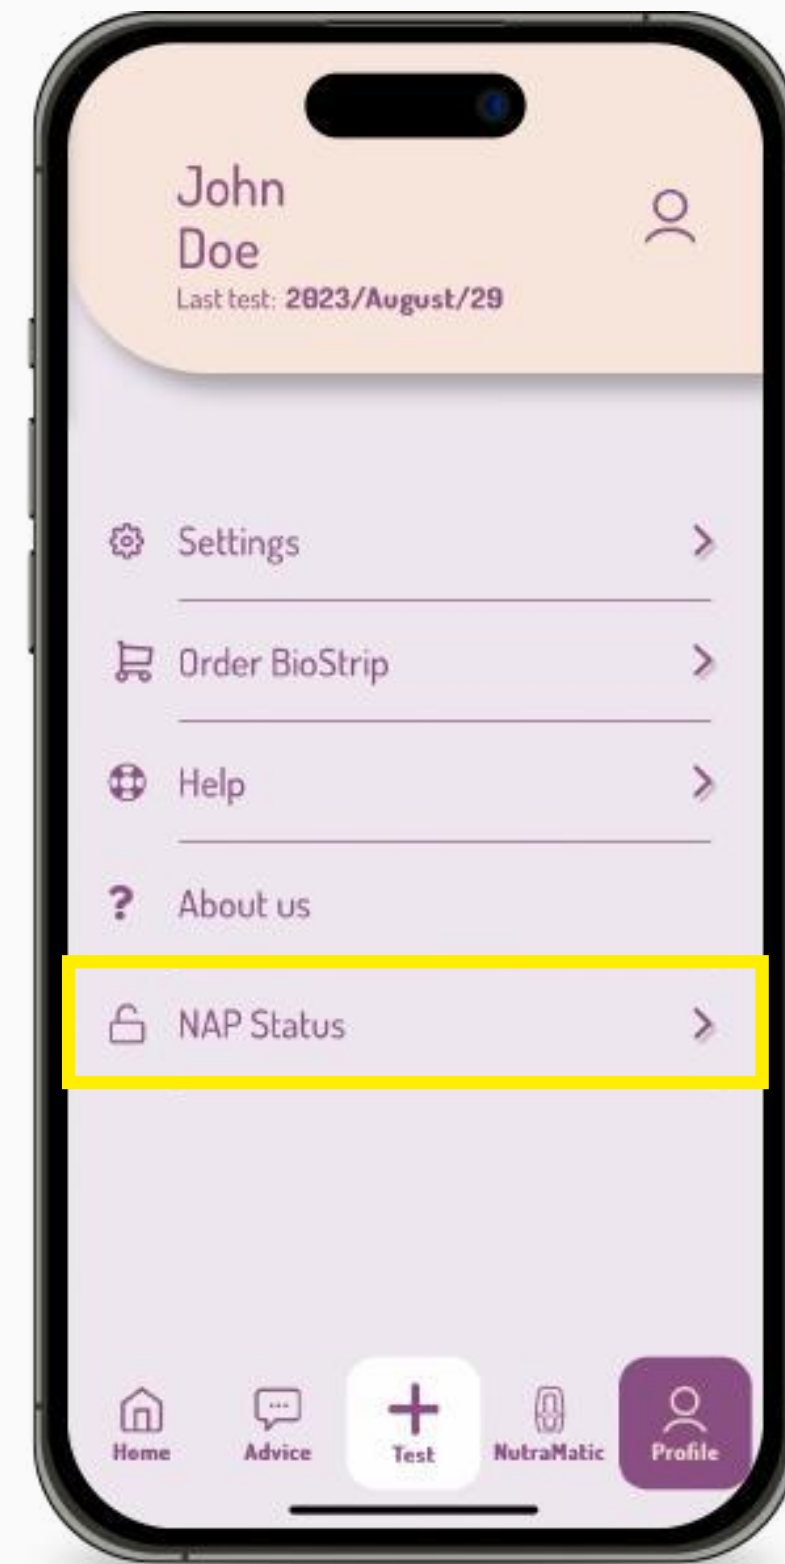 John
Doe
Last test: 2023/August/29
Settings
Order BioStrip
Help
? About us
NAP Status
Home Advice Test NutraMatic Profile